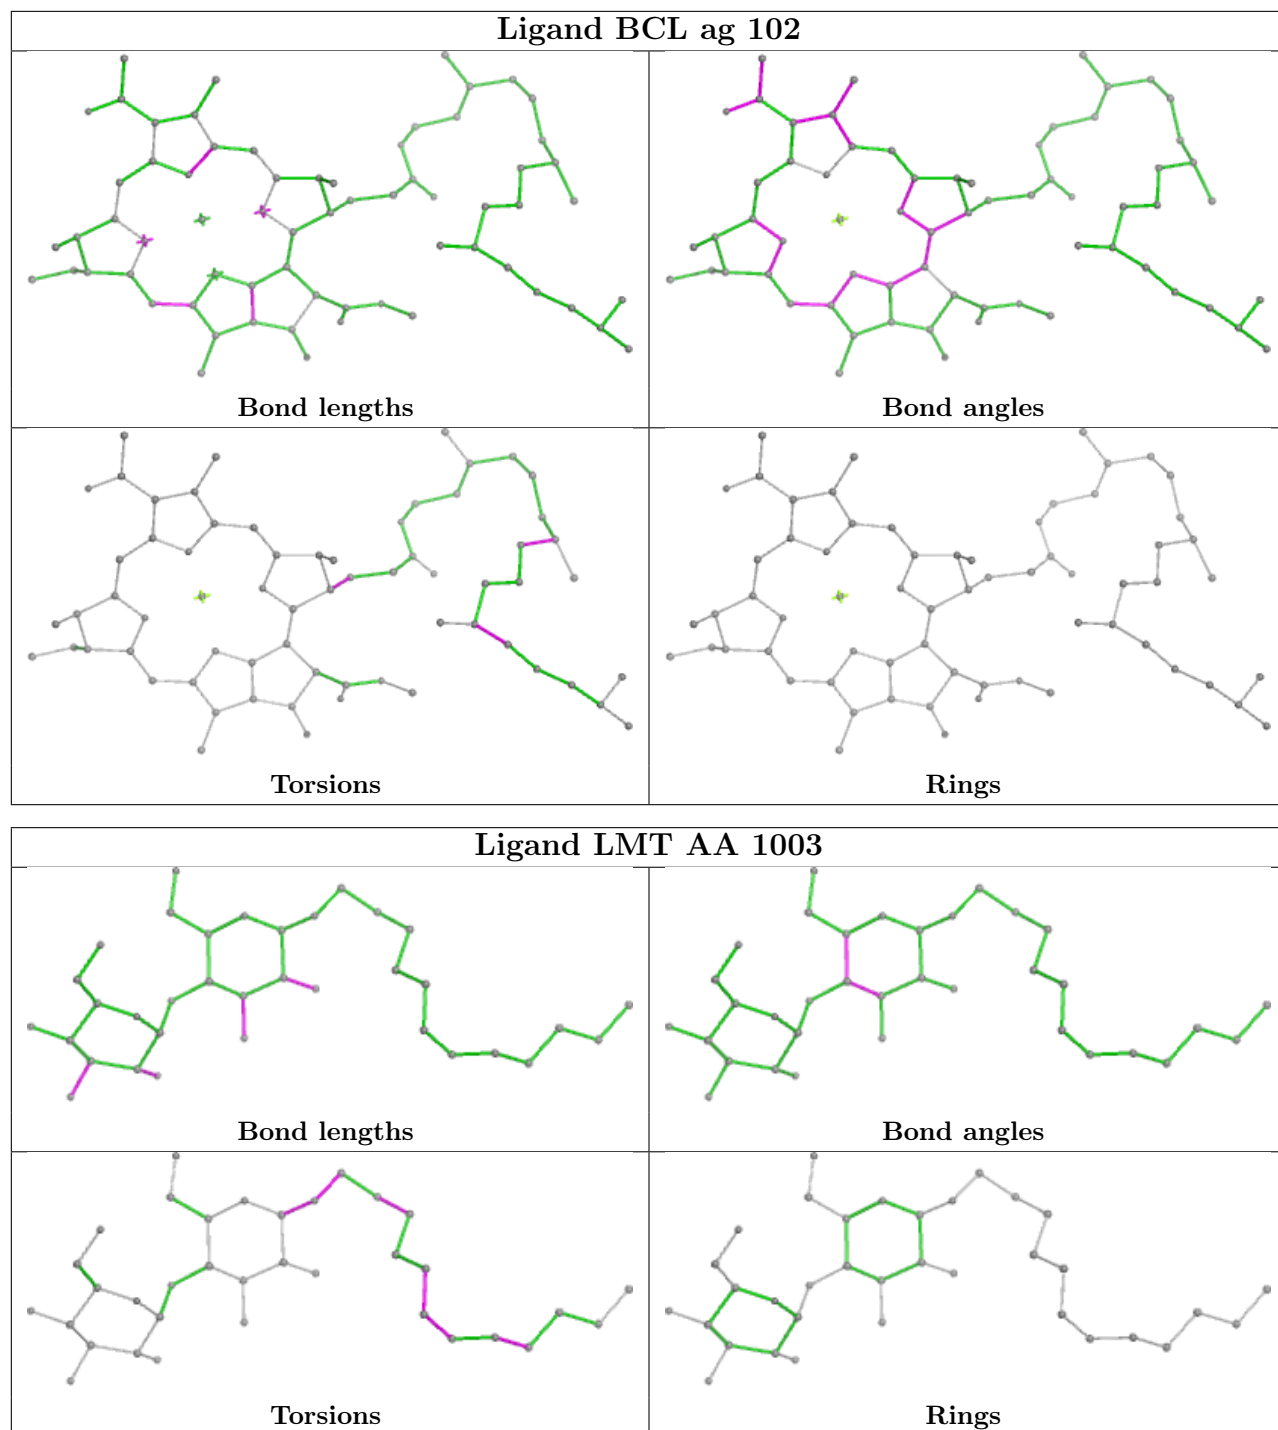 Ligand BCL ag 102
Bond lengths
Bond angles
Torsions
Rings
Ligand LMT AA 1003
Bond lengths
Bond angles
Torsions
Rings